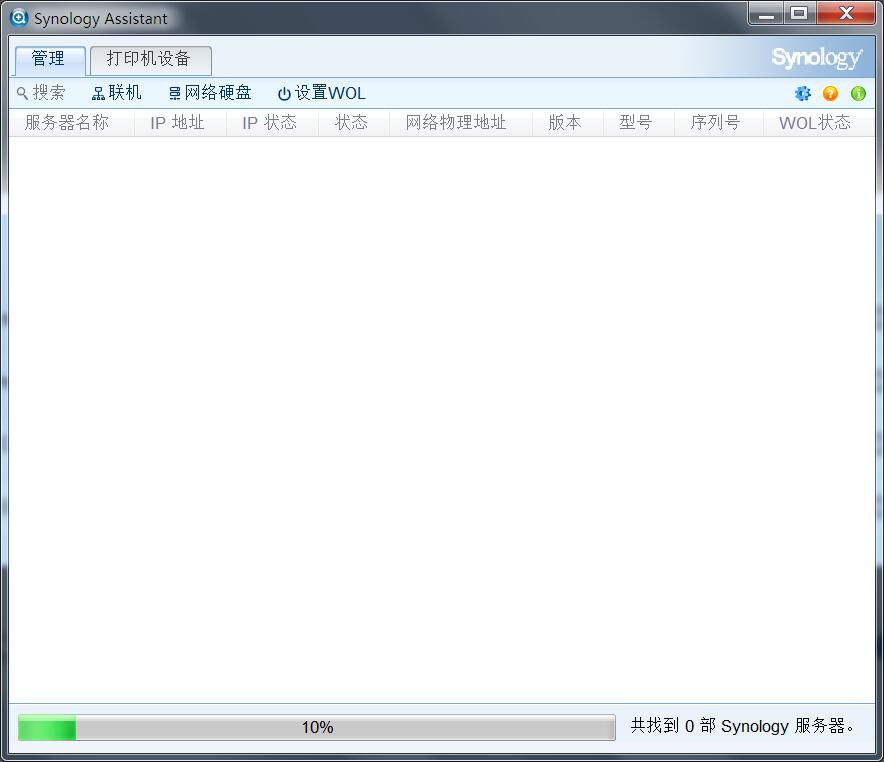 Synology Assistant
管理 打印机设备 Synology
搜索 联机 网络硬盘 设置WOL
服务器名称 IP 地址 IP 状态 状态 网络物理地址 版本 型号 序列号 WOL状态
10% 共找到 0 部 Synology 服务器。